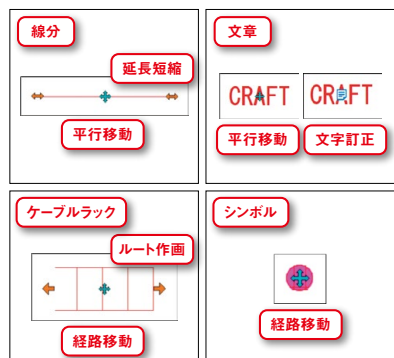 線分
延長短縮
平行移動
文章
CRAFT
CRAFT
平行移動
文字訂正
ケーブルラック
ルート作画
経路移動
シンボル
経路移動